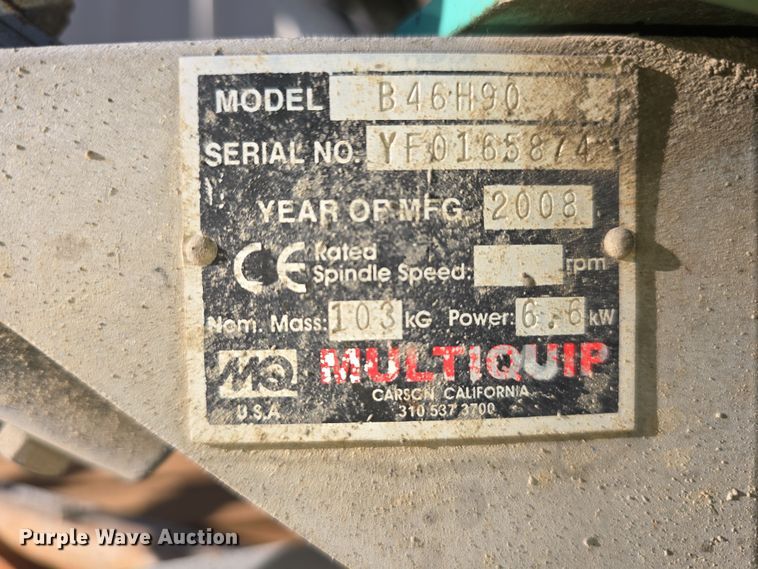 MODEL B46H90
SERIAL NO. YF0165874
YEAR OF MFG 2008
CE Rated
Spindle Speed: rpm
Nom. Mass: 103 KG Power: 6.6 kW
MQ MULTIQUIP
CARSON, CALIFORNIA
U.S.A. 310 537 3700
Purple Wave Auction